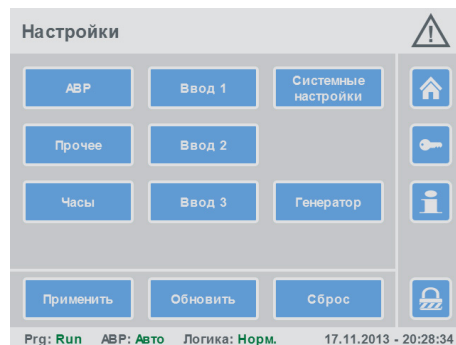 Настройки
АВР
Ввод 1
Системные
настройки
Прочее
Ввод 2
Часы
Ввод 3
Генератор
Применить
Обновить
Сброс
Prg: Run АВР: Авто Логика: Норм. 17.11.2013 - 20:28:34